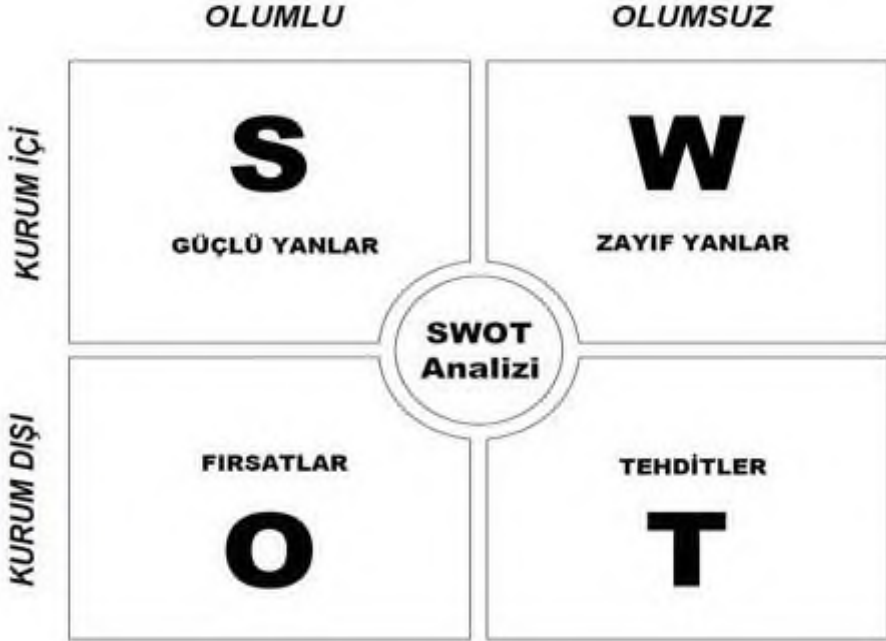 OLUMLU
OLUMSUZ
KURUM İÇİ
S
GÜÇLÜ YANLAR
W
ZAYIF YANLAR
SWOT
Analizi
KURUM DIŞI
FIRSATLAR
O
TEHDİTLER
T